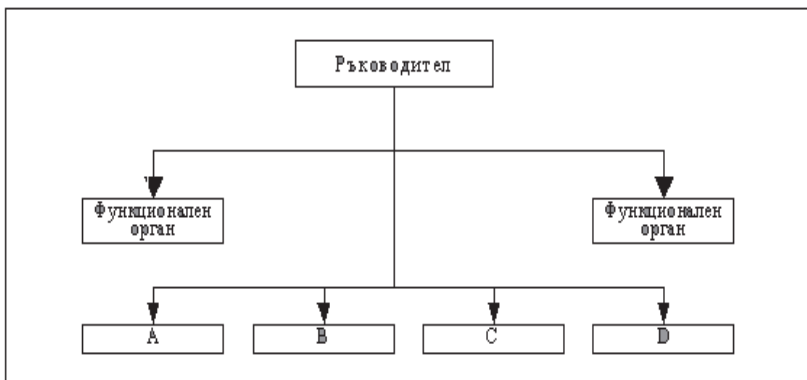 Ръководител
Функционален
орган
Функционален
орган
A
B
C
D